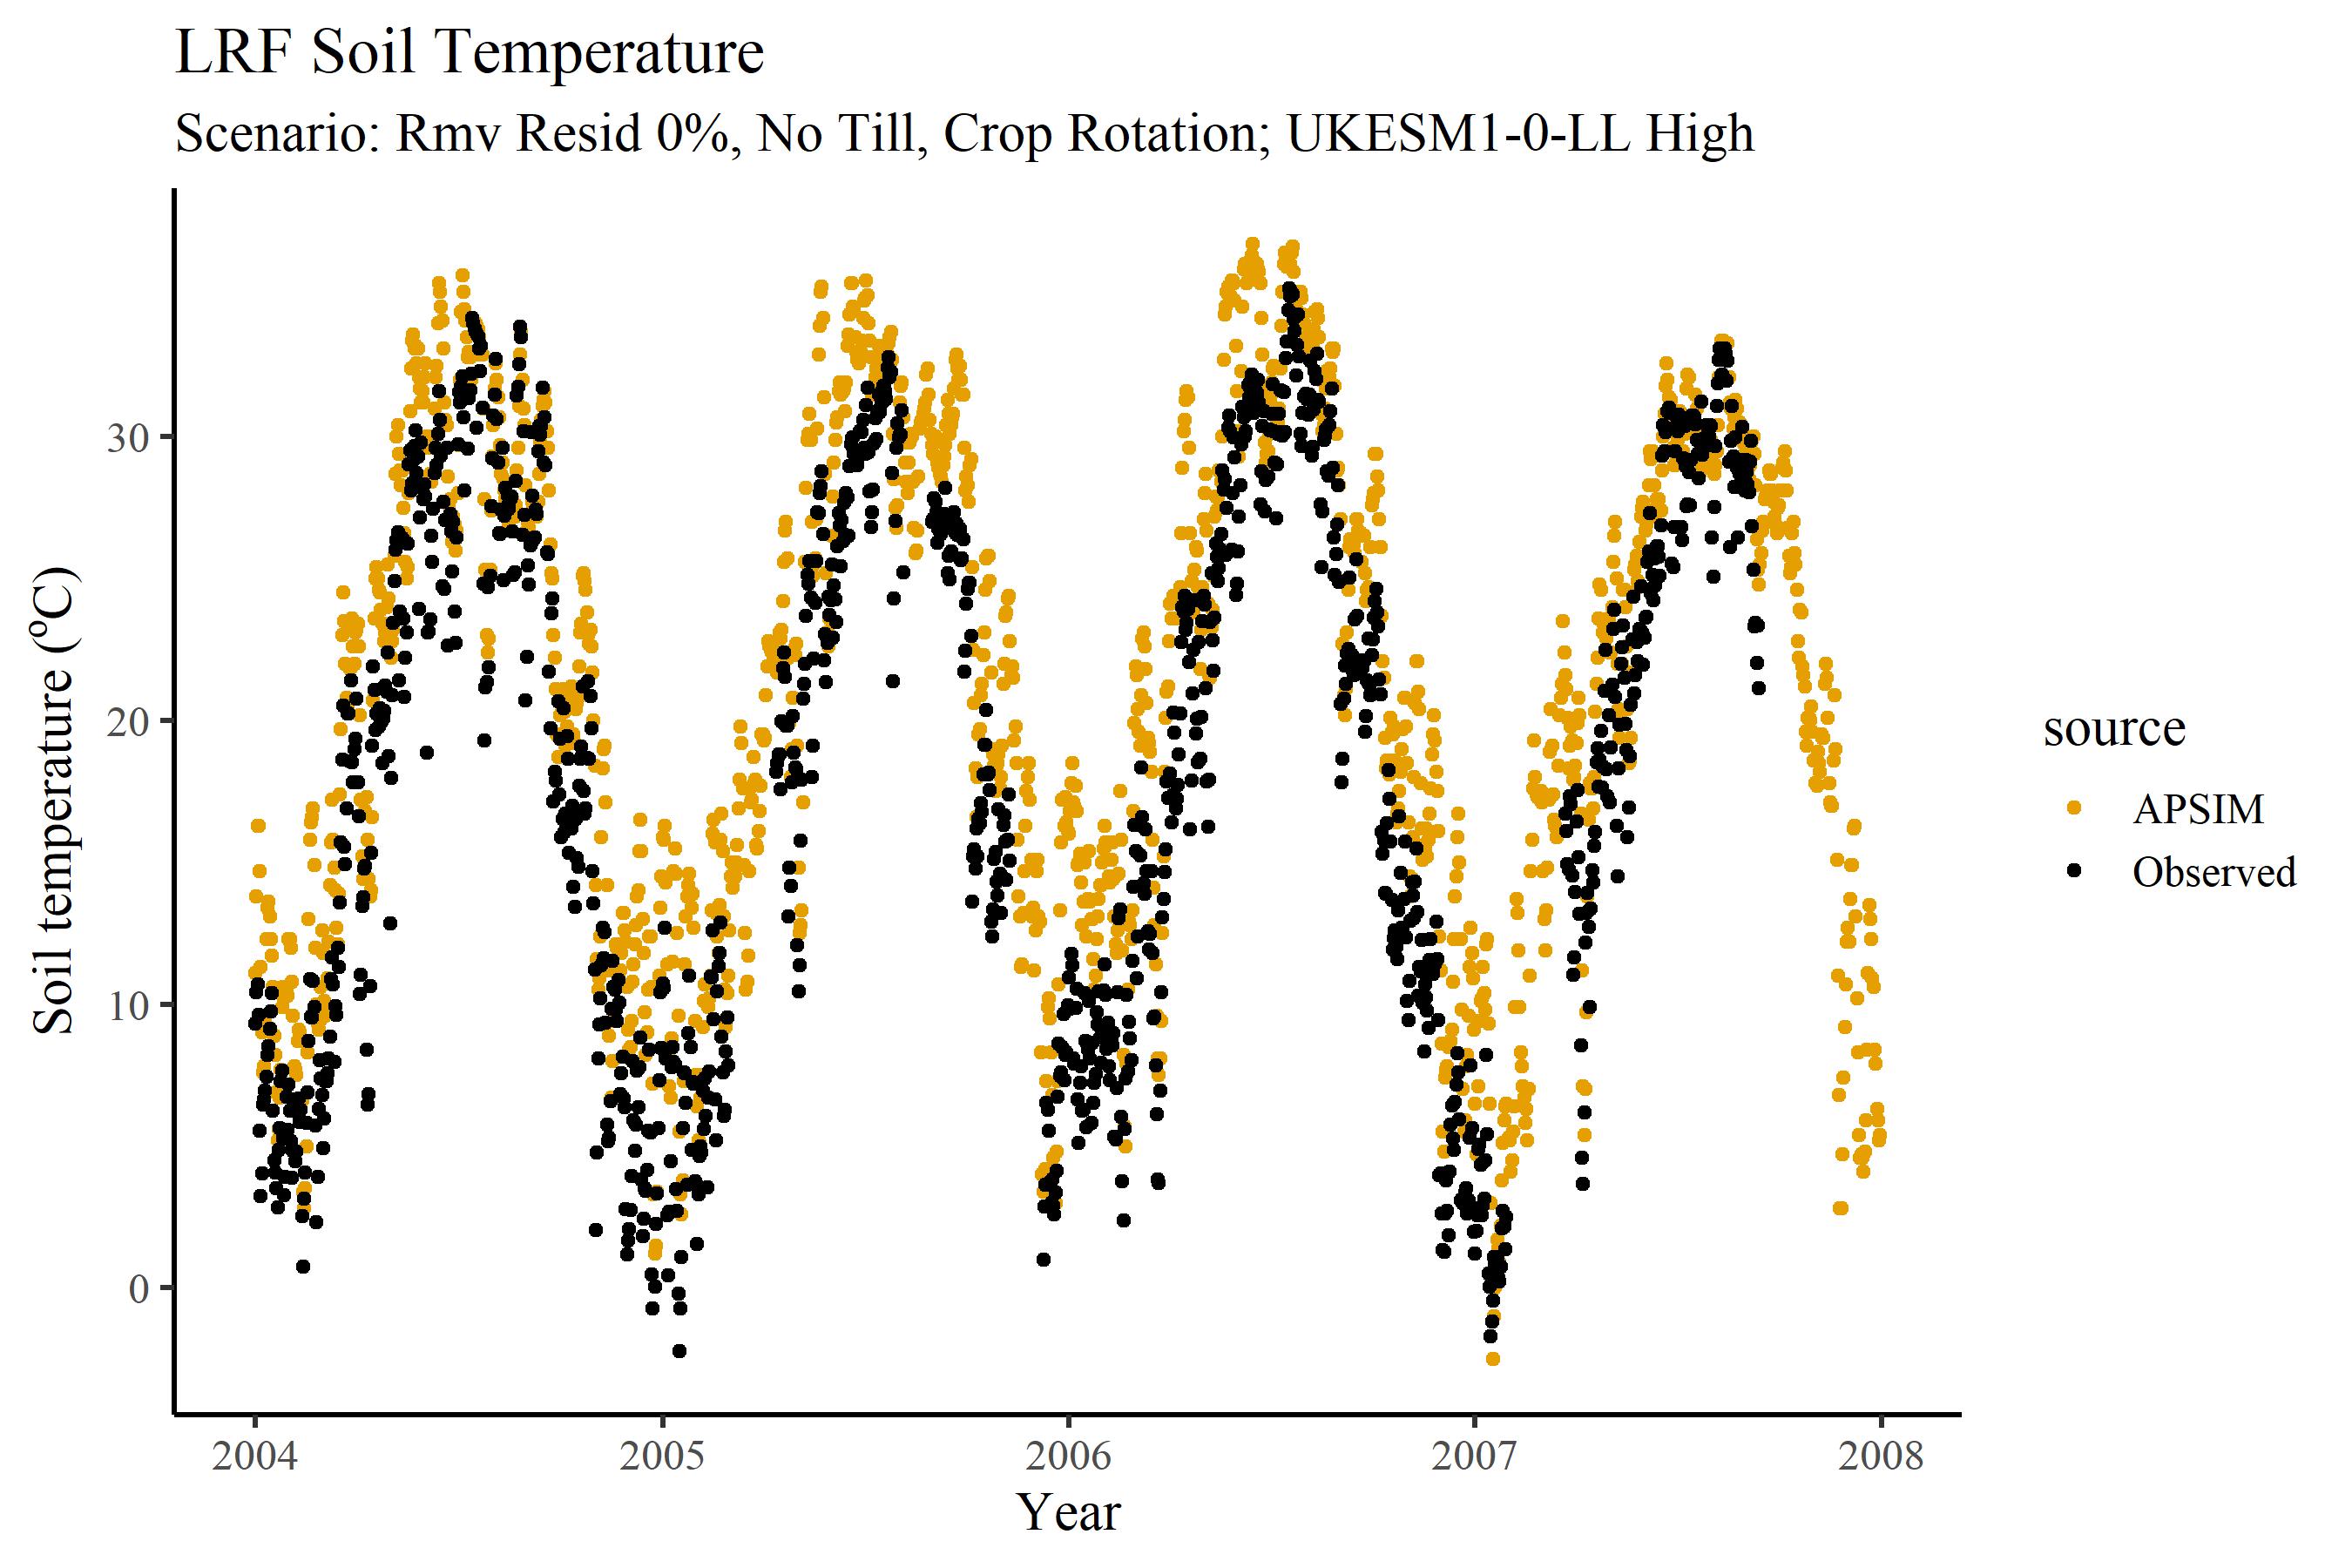 LRF Soil Temperature
Scenario: Rmv Resid 0%, No Till, Crop Rotation; UKESM1-0-LL High
Soil temperature (ºC)
30
20
10
0
2004 2005 2006 2007 2008
Year
source
APSIM
Observed